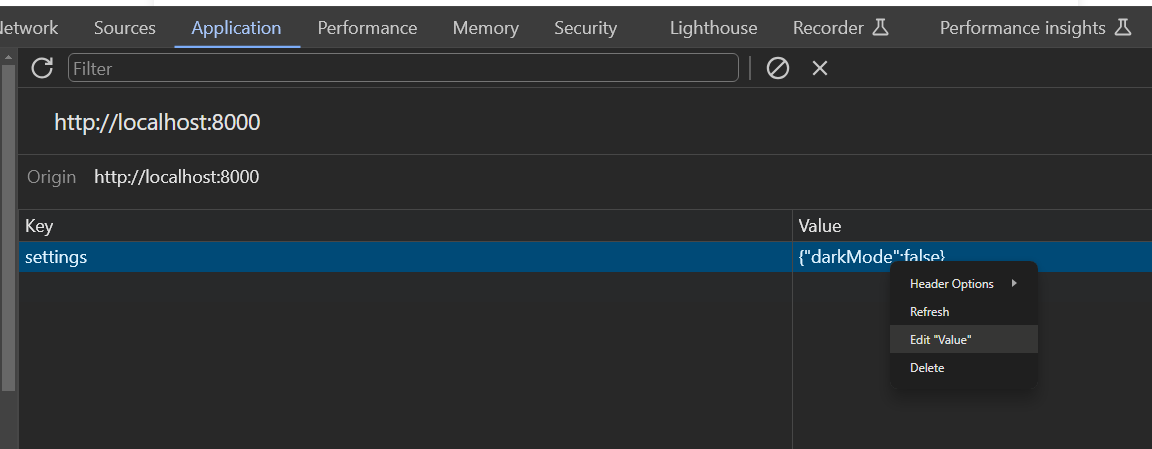 etwork Sources Application Performance Memory Security Lighthouse Recorder Performance insights
Filter
http://localhost:8000
Origin http://localhost:8000
Key Value
settings {"darkMode":false}
Header Options
Refresh
Edit "Value"
Delete